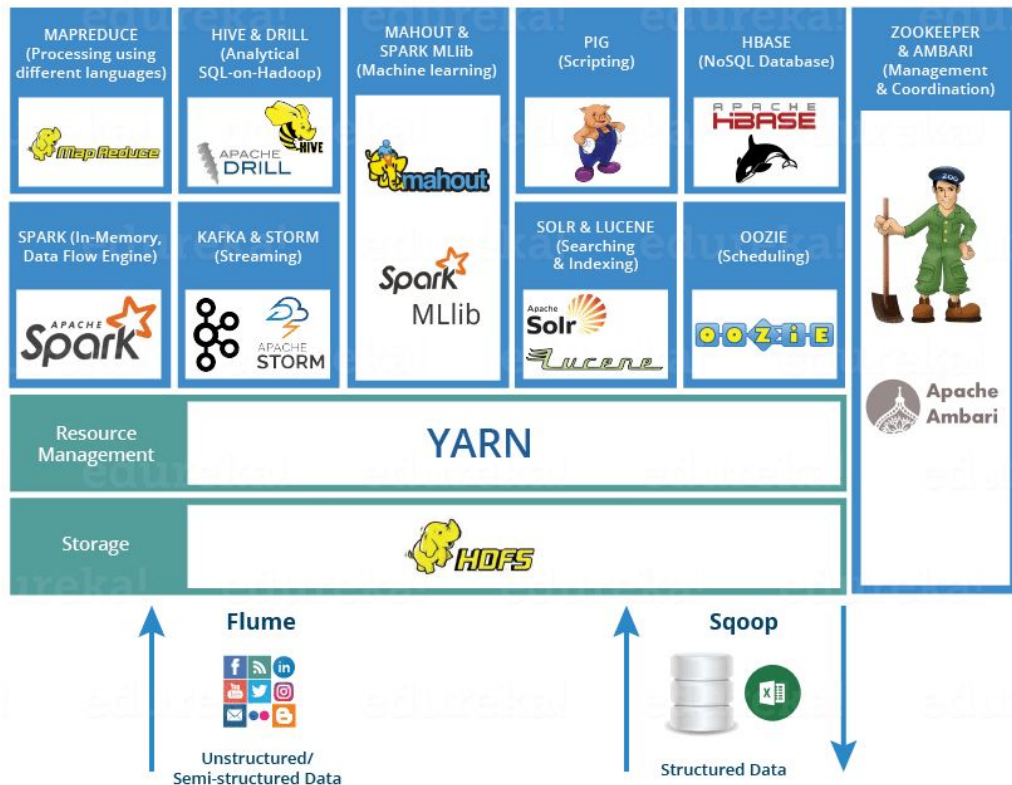 MAPREDUCE
(Processing using
different languages)
Map Reduce
HIVE & DRILL
(Analytical
SQL-on-Hadoop)
HIVE
APACHE
DRILL
MAHOUT &
SPARK MLlib
(Machine learning)
mahout
Spark
MLlib
PIG
(Scripting)
HBASE
(NoSQL Database)
APACHE
HBASE
ZOOKEEPER
& AMBARI
(Management
& Coordination)
ZOO
Apache
Ambari
SPARK (In-Memory,
Data Flow Engine)
APACHE
Spark
KAFKA & STORM
(Streaming)
APACHE
STORM
SOLR & LUCENE
(Searching
& Indexing)
Apache
Solr
Lucene
OOZIE
(Scheduling)
OOZiE
Resource
Management
YARN
Storage
HDFS
edureka!
Flume
Unstructured/
Semi-structured Data
Sqoop
Structured Data